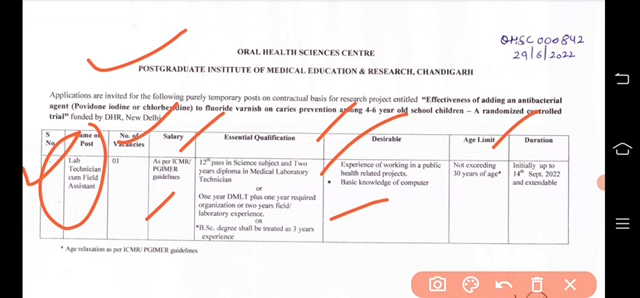 OHSC000842
29/6/2022
ORAL HEALTH SCIENCES CENTRE
POSTGRADUATE INSTITUTE OF MEDICAL EDUCATION & RESEARCH, CHANDIGARH
Applications are invited for the following purely temporary posts on contractual basis for research project entitled "Effectiveness of adding an antibacterial
agent (Povidone iodine or chlorhexidine) to fluoride varnish on caries prevention among 4-6 year old school children – A randomized controlled
trial" funded by DHR, New Delhi
S No. Name of Post No. of Vacancies Salary Essential Qualification Desirable Age Limit Duration
Lab Technician cum Field Assistant
01
As per ICMR/ PGIMER guidelines
12th pass in Science subject and Two
years diploma in Medical Laboratory
Technician
or
One year DMLT plus one year required
organization or two years field/
laboratory experience.
OR
*B.Sc. degree shall be treated as 3 years
experience
Experience of working in a public
health related projects.
• Basic knowledge of computer
Not exceeding
30 years of age*
Initially up to
14th Sept. 2022
and extendable
* Age relaxation as per ICMR/ PGIMER guidelines